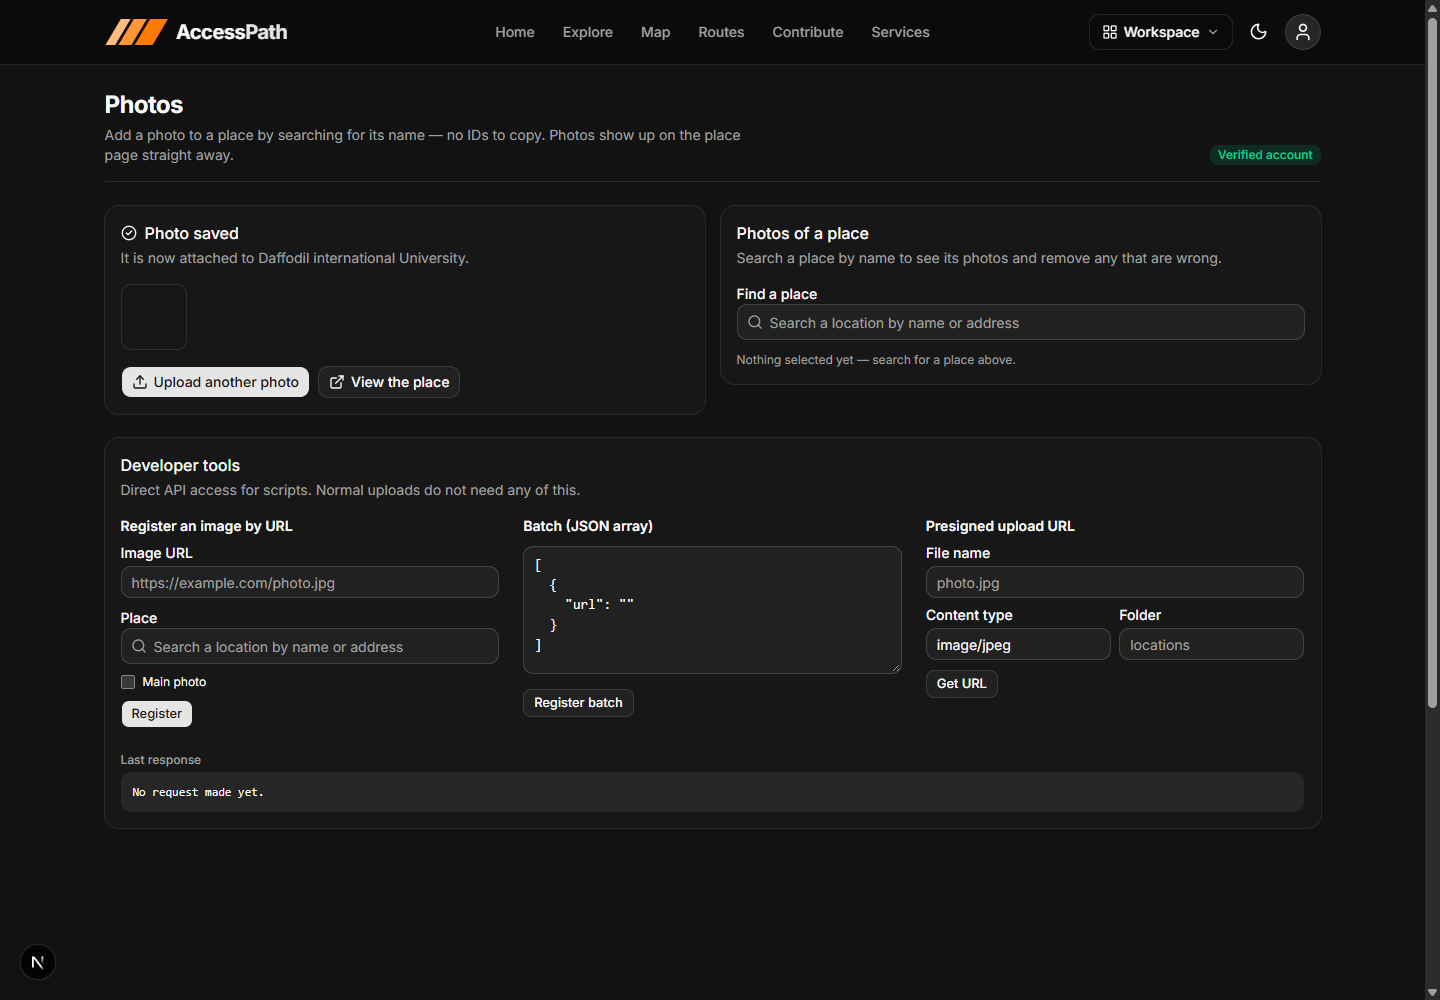 AccessPath
Home
Explore
Map
Routes
Contribute
Services
Workspace
Photos
Add a photo to a place by searching for its name — no IDs to copy. Photos show up on the place
page straight away.
Verified account
Photo saved
It is now attached to Daffodil international University.
Upload another photo
View the place
Photos of a place
Search a place by name to see its photos and remove any that are wrong.
Find a place
Search a location by name or address
Nothing selected yet — search for a place above.
Developer tools
Direct API access for scripts. Normal uploads do not need any of this.
Register an image by URL
Image URL
https://example.com/photo.jpg
Place
Search a location by name or address
Main photo
Register
Batch (JSON array)
[
{
"url": ""
}
]
Register batch
Presigned upload URL
File name
photo.jpg
Content type
Folder
image/jpeg
locations
Get URL
Last response
No request made yet.
N